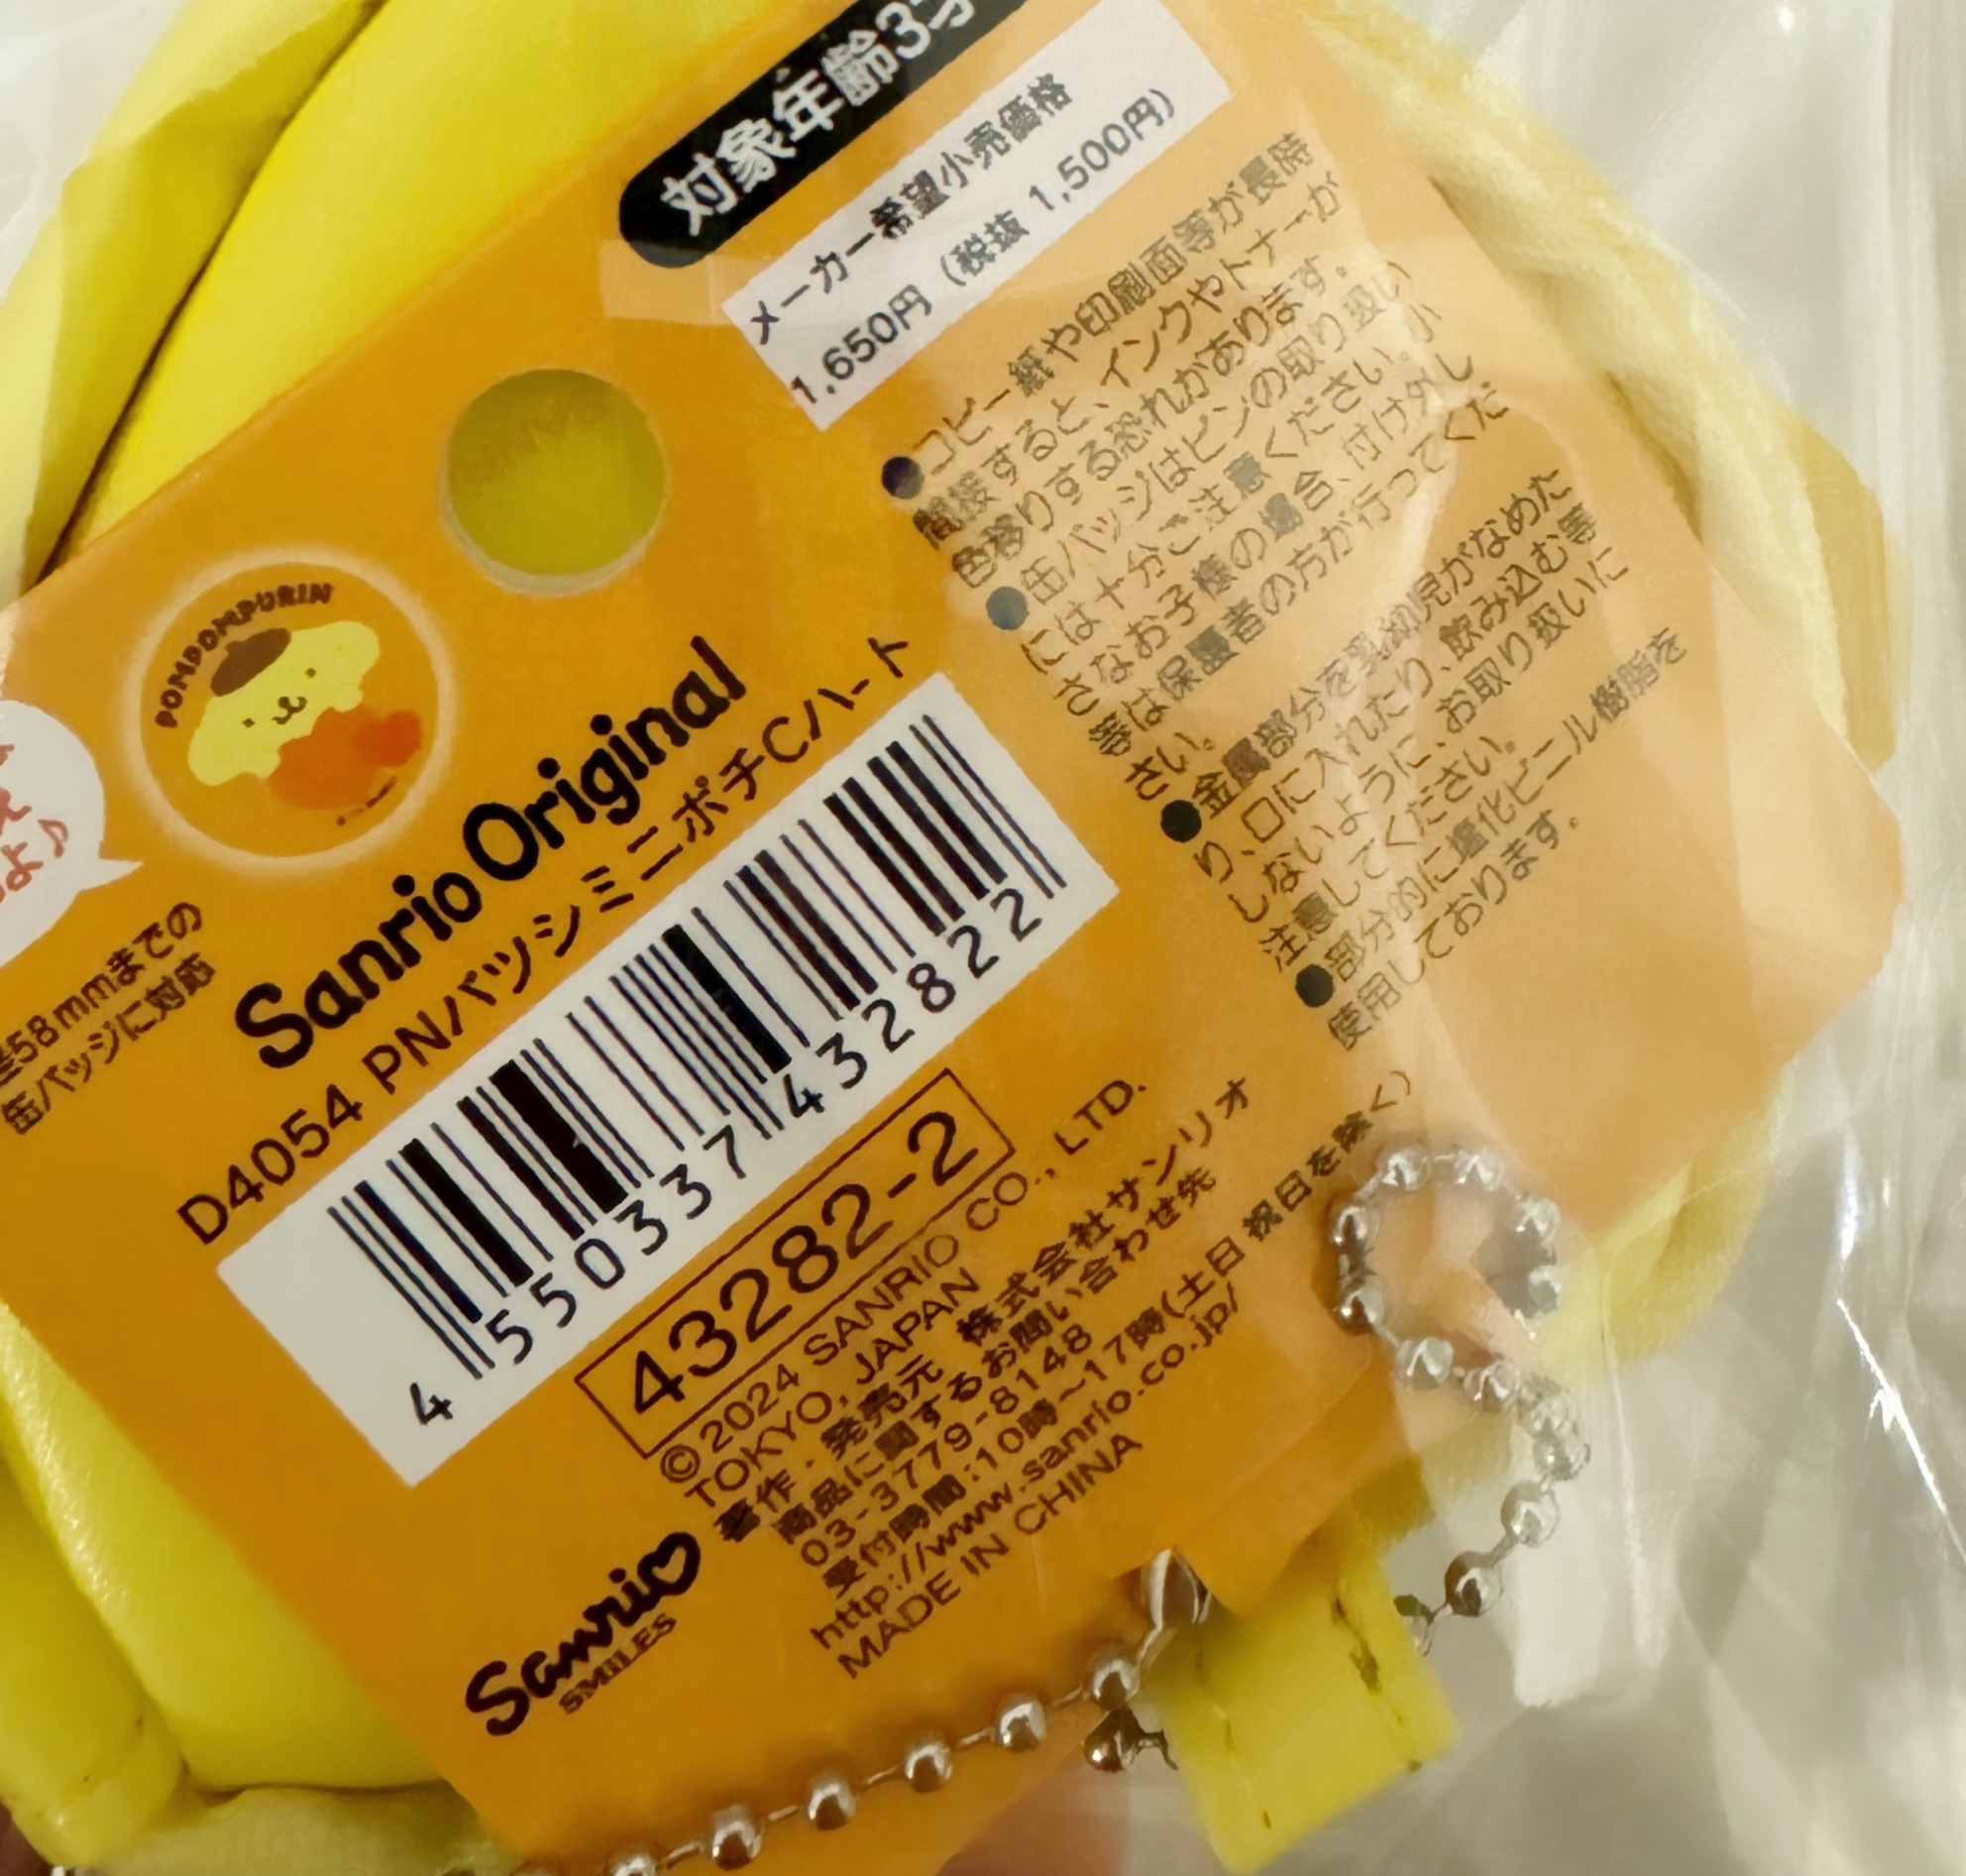 対象年齢3才
メーカー希望小売価格
1,650円 (税抜 1,500円)
●コピー紙や印刷面等が長時
間接すると、インクやトナーが
色移りする恐れがあります。
●缶バッジはピンの取り扱い
には十分ご注意ください。小
さなお子様の場合、付け外し
等は保護者の方が行ってくだ
さい。
●金属部分を乳幼児がなめた
り、口に入れたり、飲み込む等
しないように、お取り扱いに
注意してください。
●部分的に塩化ビニール樹脂を
使用しております。
POMPOMPURIN
58mmまでの
缶バッジに対応
Sanrio Original
D4054 PNバツシミニポチCハート
4 550337 432822
43282-2
©2024 SANRIO CO., LTD.
TOKYO, JAPAN
著作・発売元 株式会社サンリオ
商品に関するお問い合わせ先
03-3779-8148
受付時間:10時~17時(土日 祝日を除く)
http://www.sanrio.co.jp/
MADE IN CHINA
Sanrio
SMILES